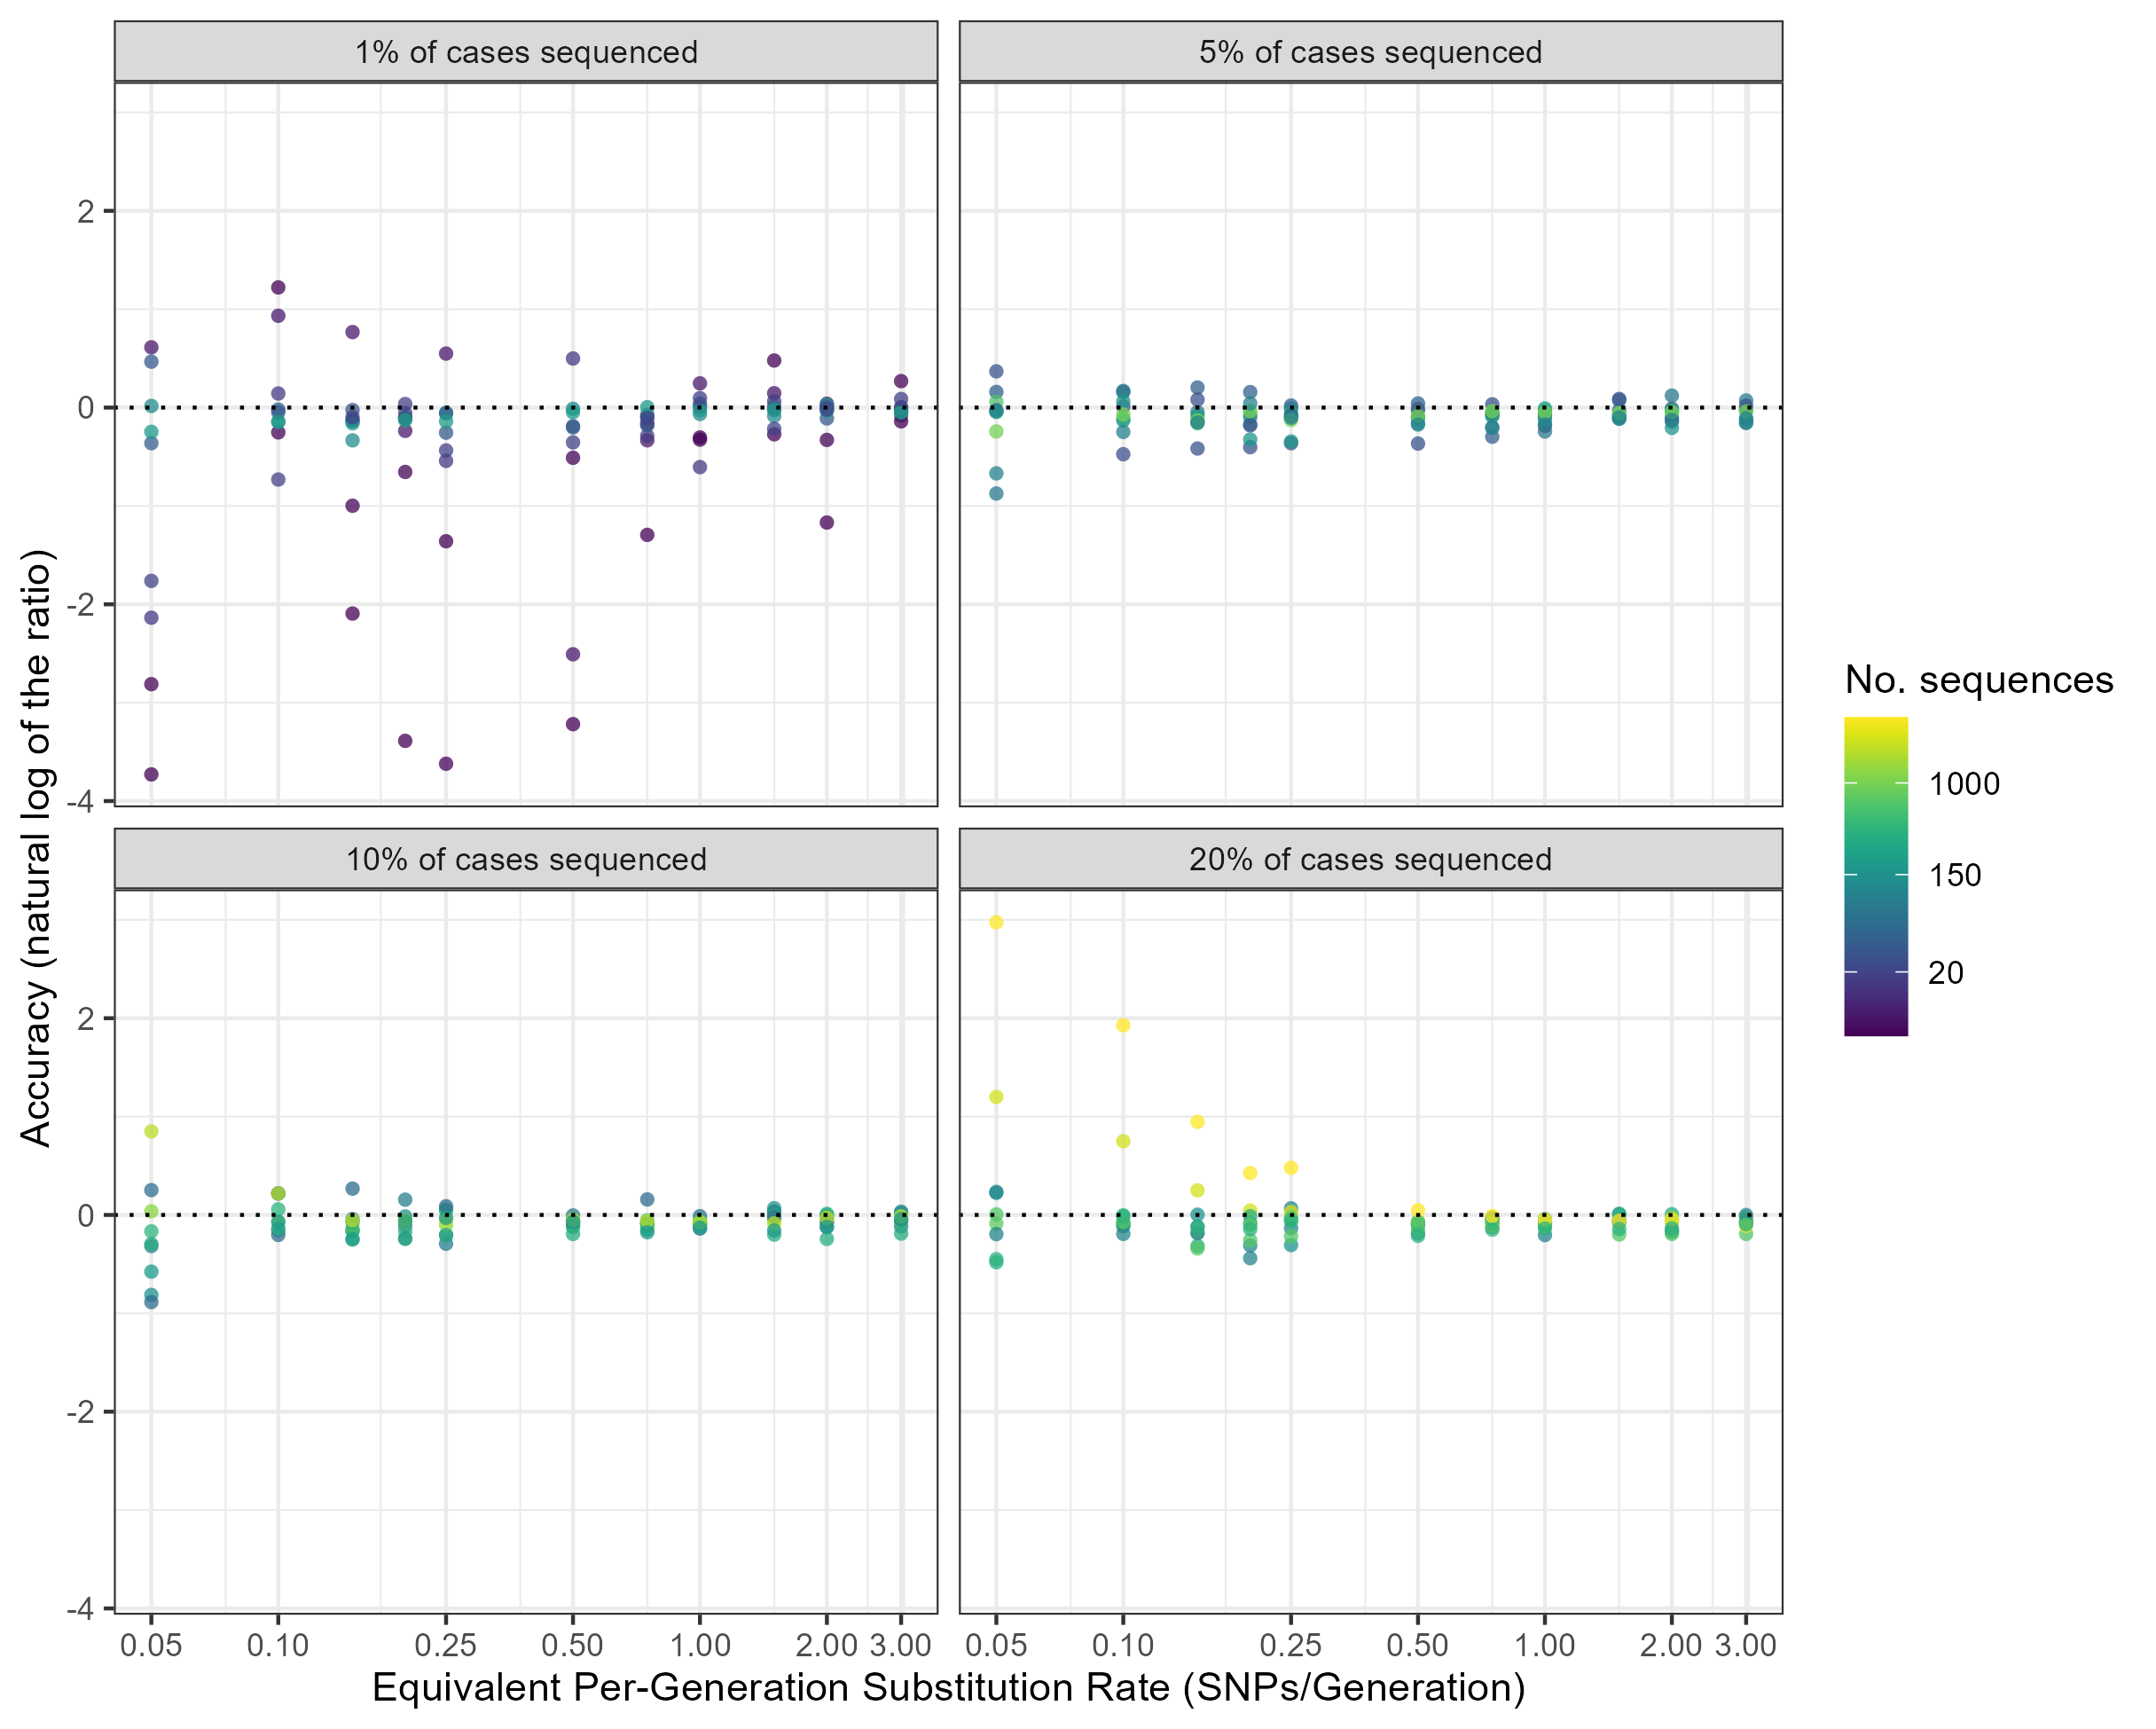 1% of cases sequenced
5% of cases sequenced
2
0
-2
-4
10% of cases sequenced
20% of cases sequenced
2
0
-2
-4
0.05 0.10 0.25 0.50 1.00 2.00 3.00
0.05 0.10 0.25 0.50 1.00 2.00 3.00
Equivalent Per-Generation Substitution Rate (SNPs/Generation)
Accuracy (natural log of the ratio)
No. sequences
1000
150
20